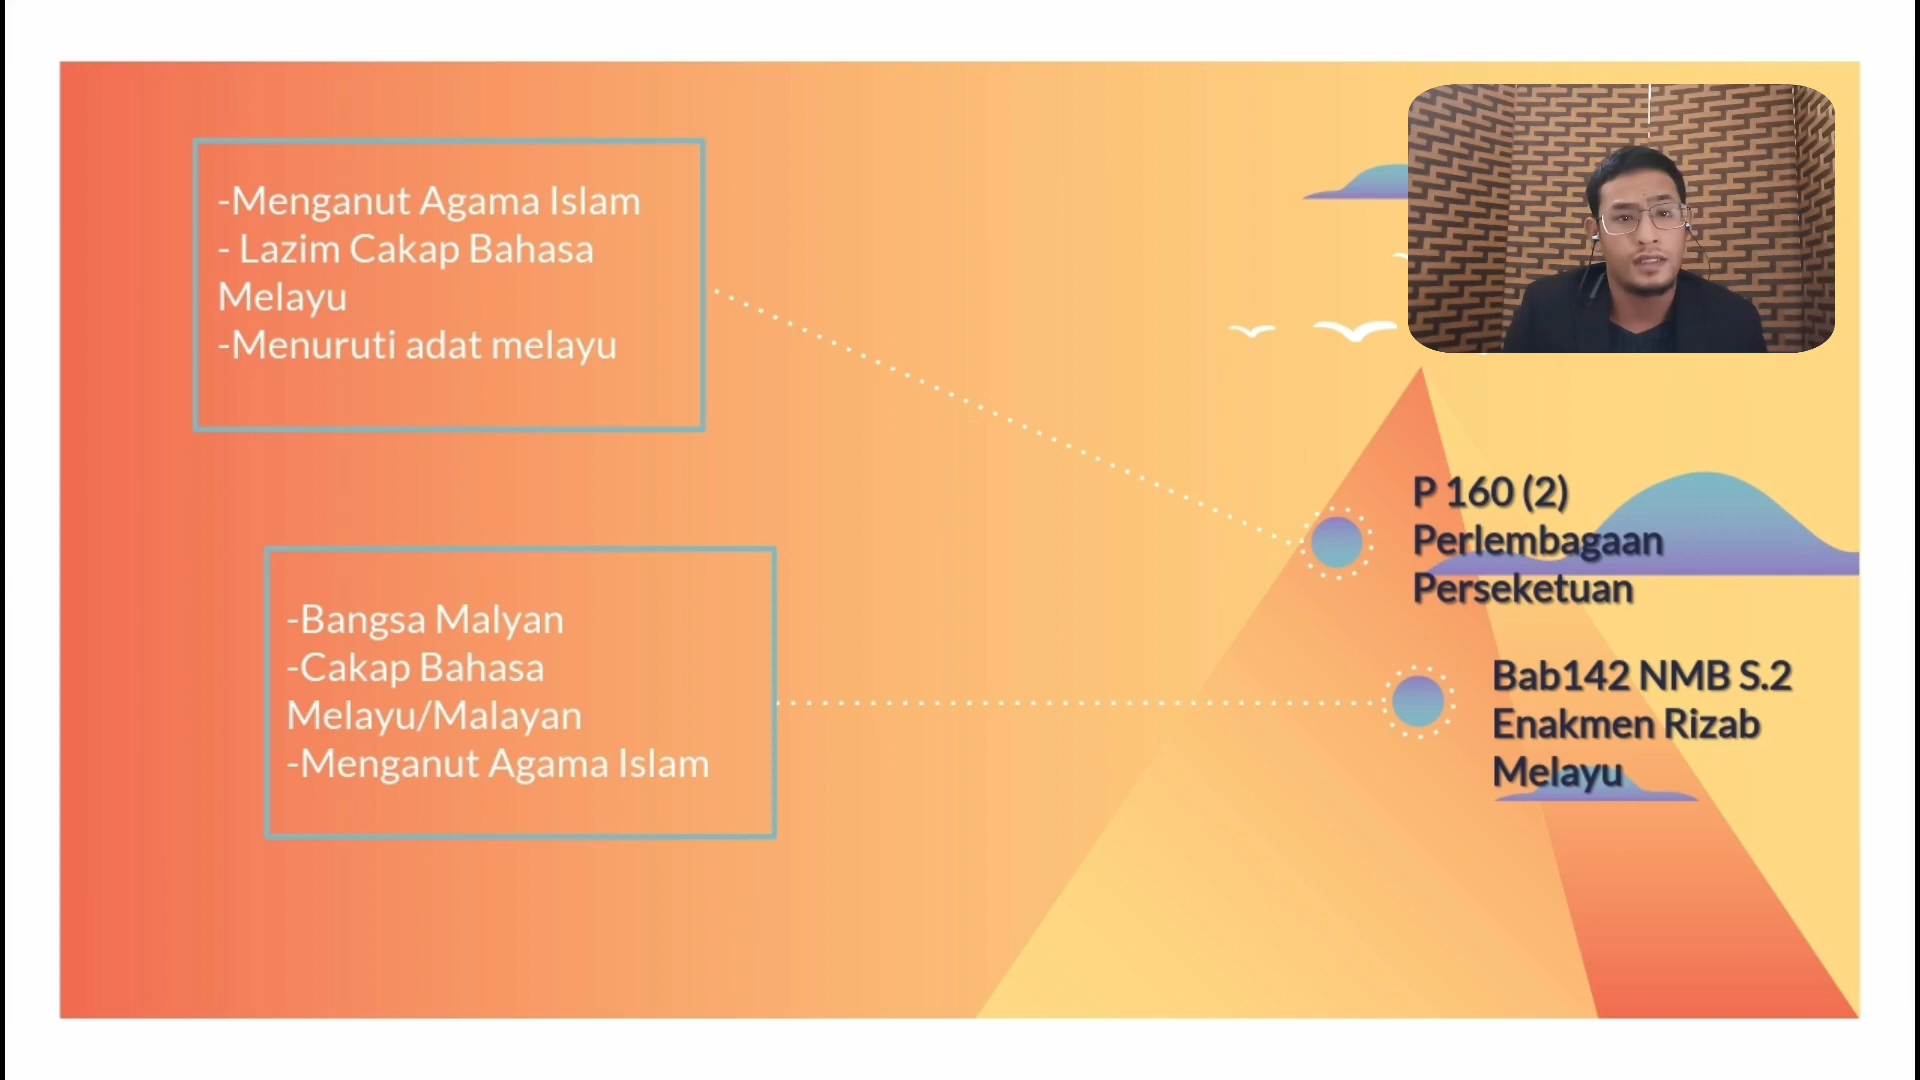 -Menganut Agama Islam
- Lazim Cakap Bahasa
Melayu
-Menuruti adat melayu
P 160 (2)
Perlembagaan
Perseketuan
-Bangsa Malyan
-Cakap Bahasa
Melayu/Malayan
-Menganut Agama Islam
Bab142 NMB S.2
Enakmen Rizab
Melayu